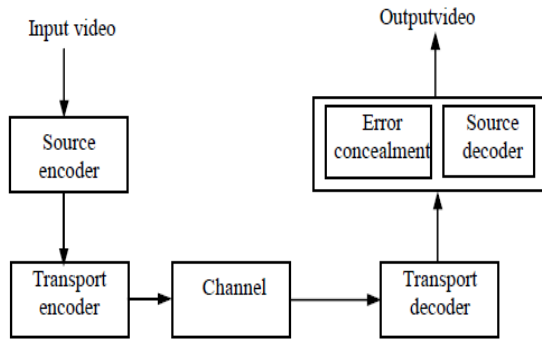 Input video
Outputvideo
Source
encoder
Error
concealment
Source
decoder
Transport
encoder
Channel
Transport
decoder